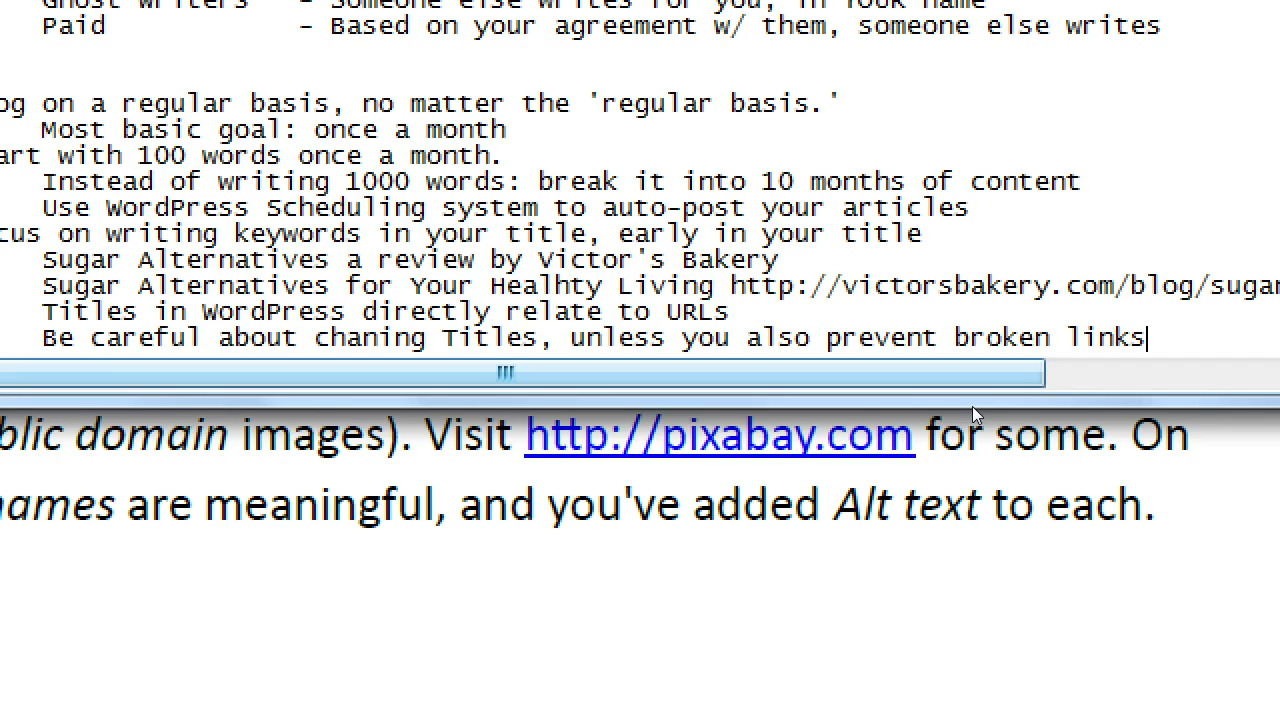 Ghost Writers - Someone else writes for you, in YOUR name
Paid - Based on your agreement w/ them, someone else writes
og on a regular basis, no matter the 'regular basis.'
Most basic goal: once a month
art with 100 words once a month.
Instead of writing 1000 words: break it into 10 months of content
Use WordPress Scheduling system to auto-post your articles
cus on writing keywords in your title, early in your title
Sugar Alternatives a review by Victor's Bakery
Sugar Alternatives for Your Healhty Living http://victorsbakery.com/blog/sugar
Titles in WordPress directly relate to URLs
Be careful about chaning Titles, unless you also prevent broken links
blic domain images). Visit http://pixabay.com for some. On
names are meaningful, and you've added Alt text to each.